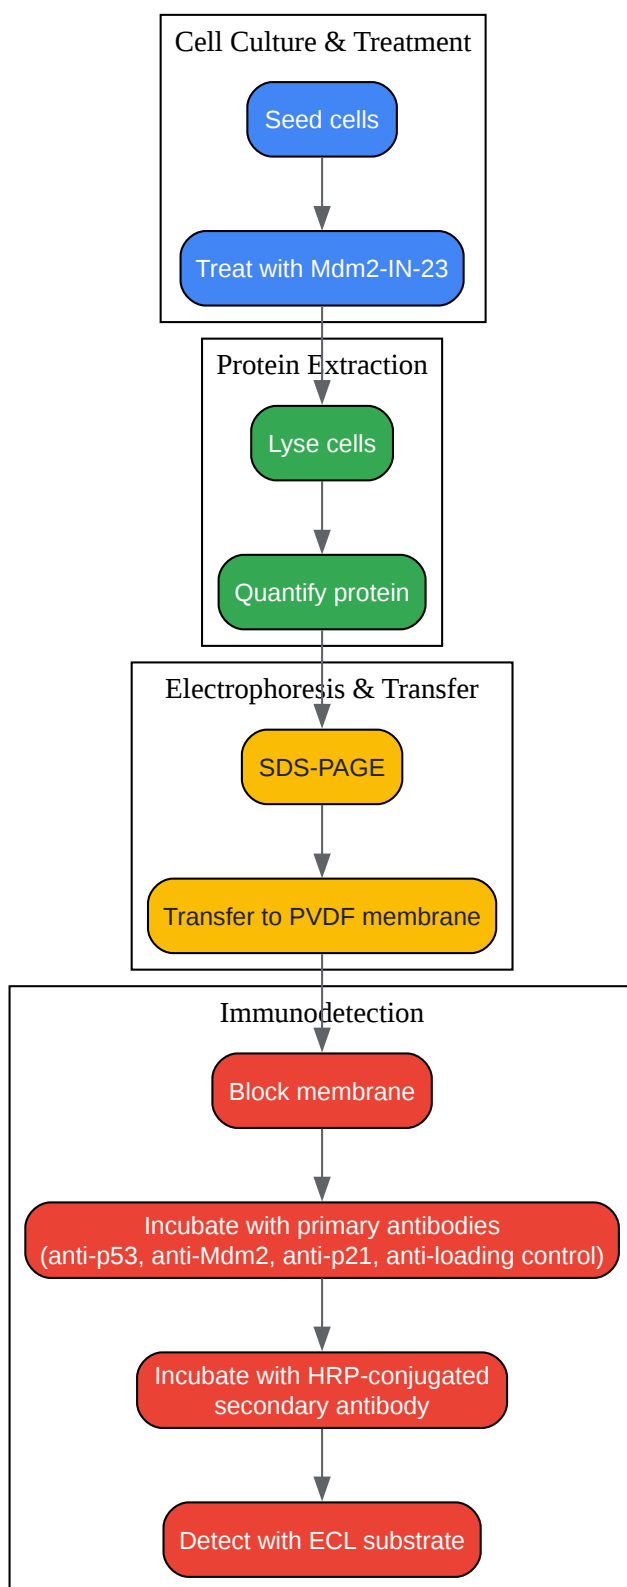 Cell Culture & Treatment
Seed cells
Treat with Mdm2-IN-23
Protein Extraction
Lyse cells
Quantify protein
Electrophoresis & Transfer
SDS-PAGE
Transfer to PVDF membrane
Immunodetection
Block membrane
Incubate with primary antibodies
(anti-p53, anti-Mdm2, anti-p21, anti-loading control)
Incubate with HRP-conjugated
secondary antibody
Detect with ECL substrate